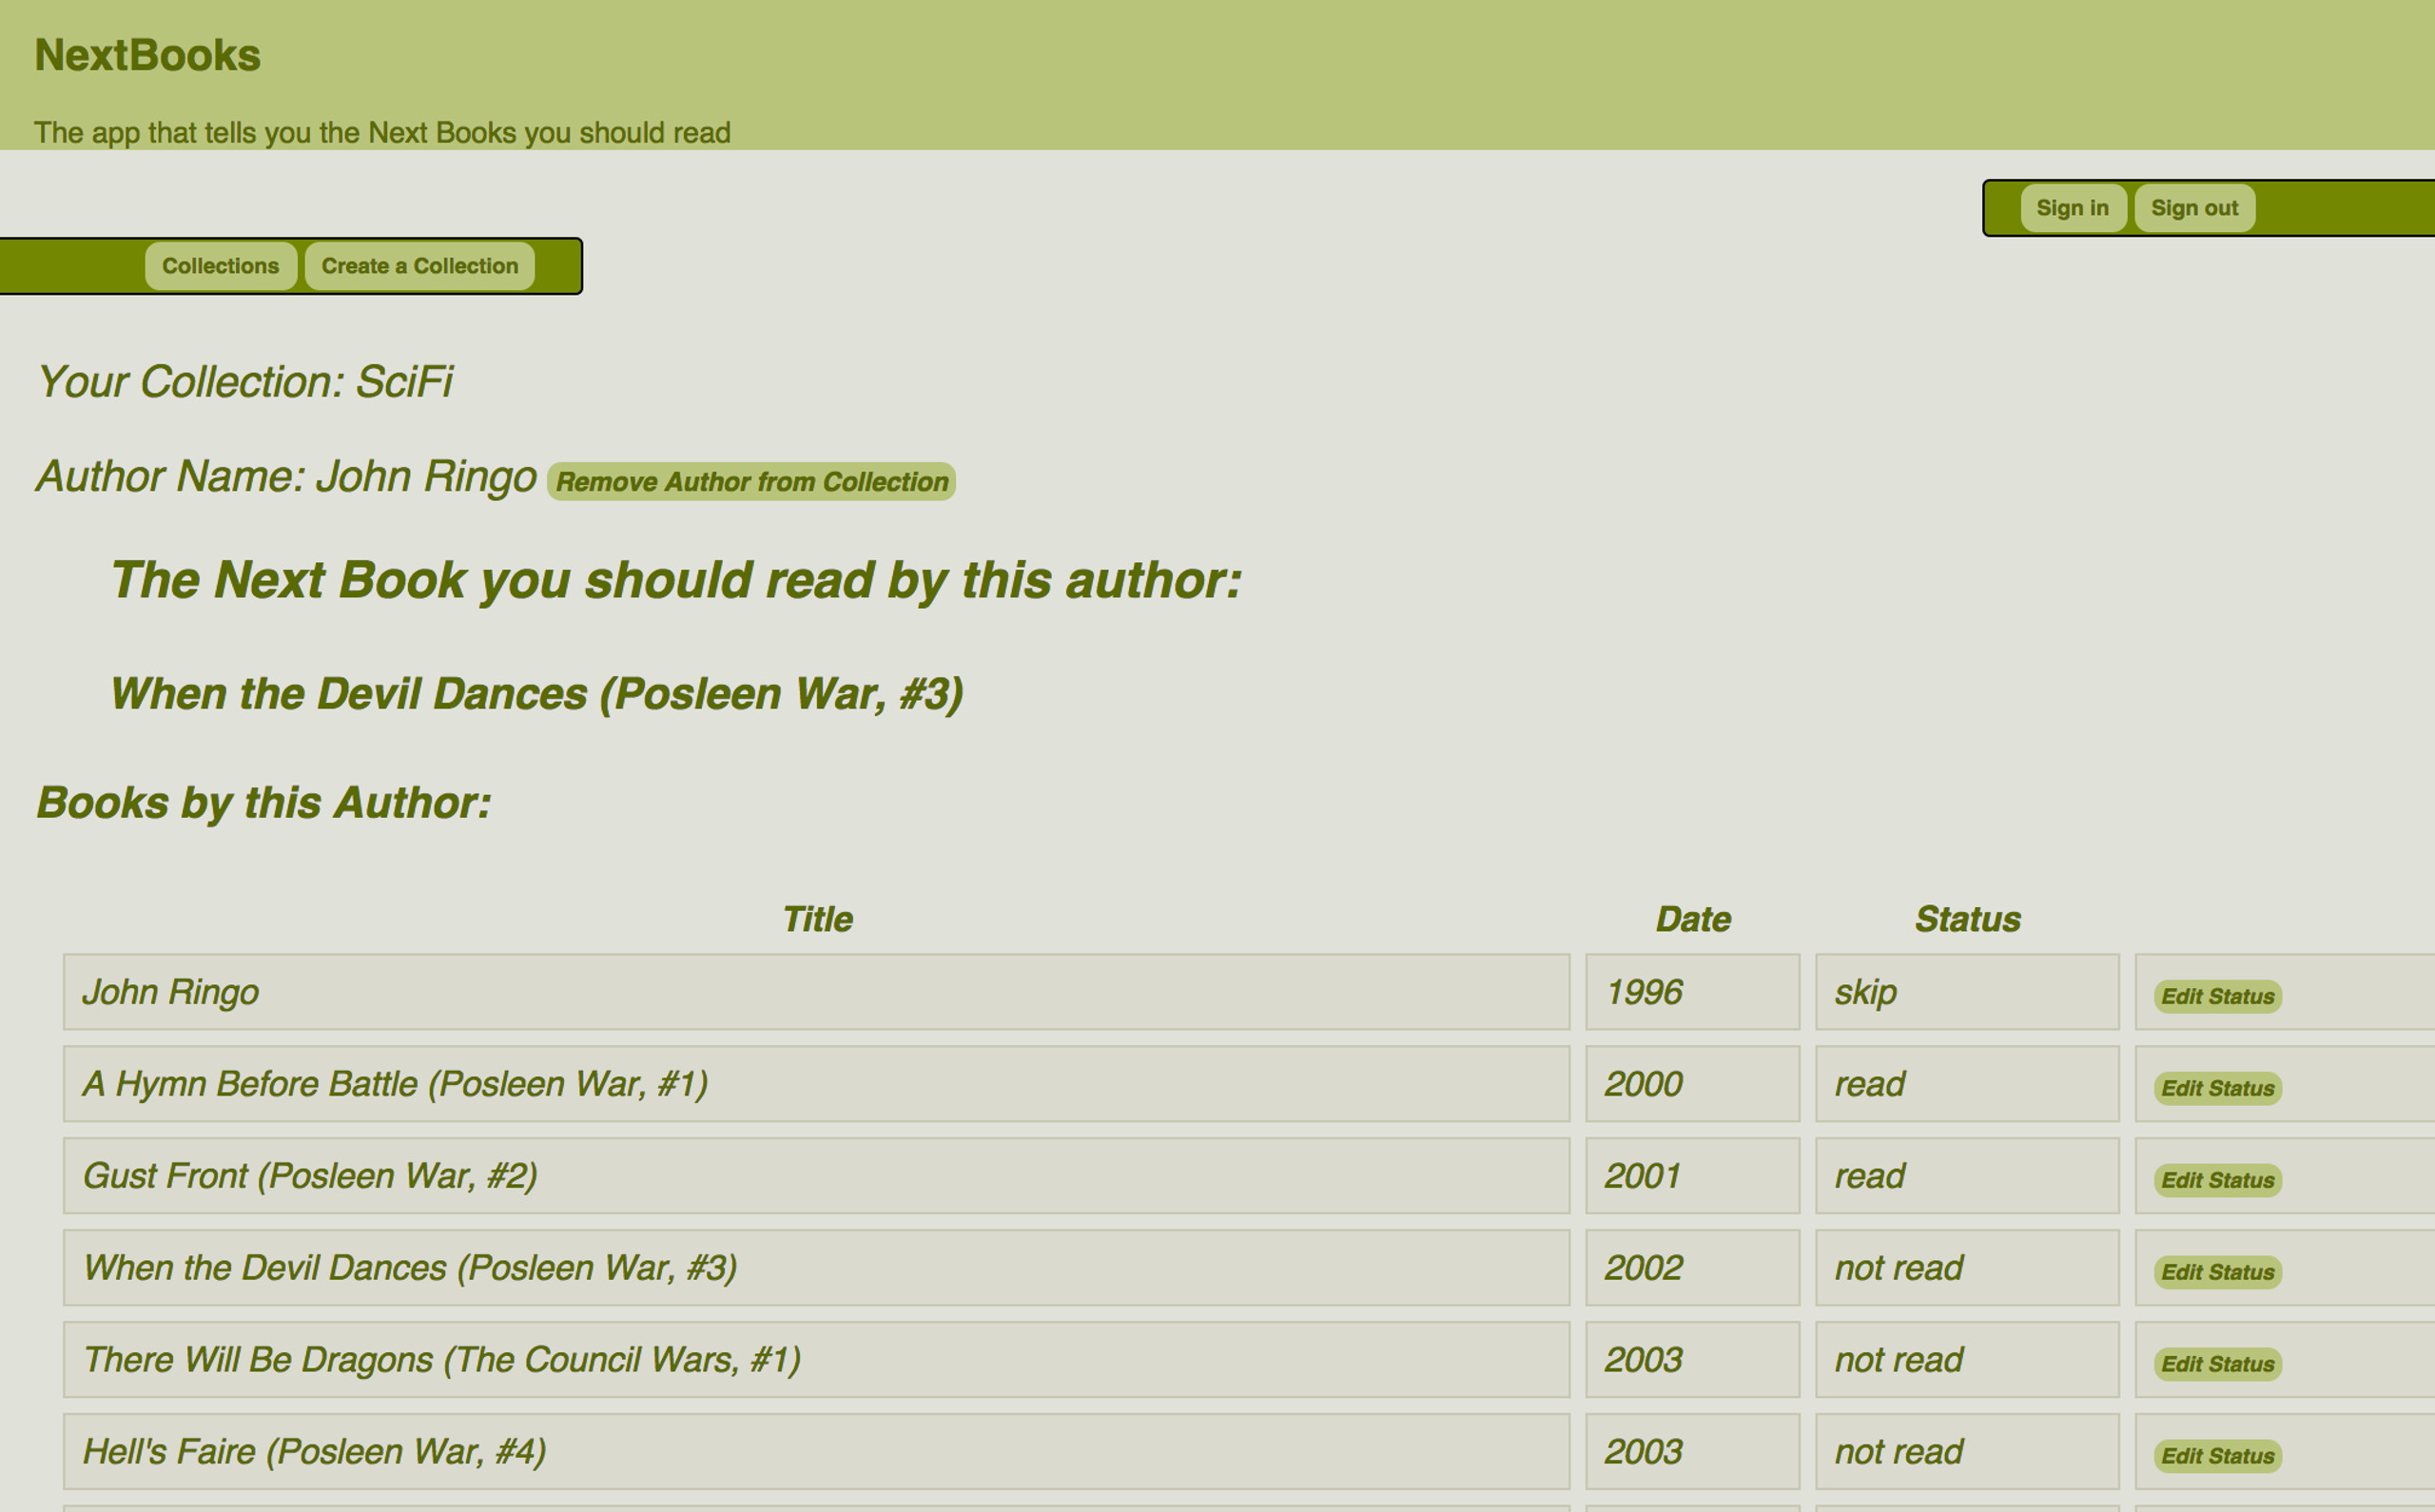 NextBooks
The app that tells you the Next Books you should read
Sign in Sign out
Collections Create a Collection
Your Collection: SciFi
Author Name: John Ringo Remove Author from Collection
The Next Book you should read by this author:
When the Devil Dances (Posleen War, #3)
Books by this Author:
Title Date Status
John Ringo 1996 skip Edit Status
A Hymn Before Battle (Posleen War, #1) 2000 read Edit Status
Gust Front (Posleen War, #2) 2001 read Edit Status
When the Devil Dances (Posleen War, #3) 2002 not read Edit Status
There Will Be Dragons (The Council Wars, #1) 2003 not read Edit Status
Hell's Faire (Posleen War, #4) 2003 not read Edit Status